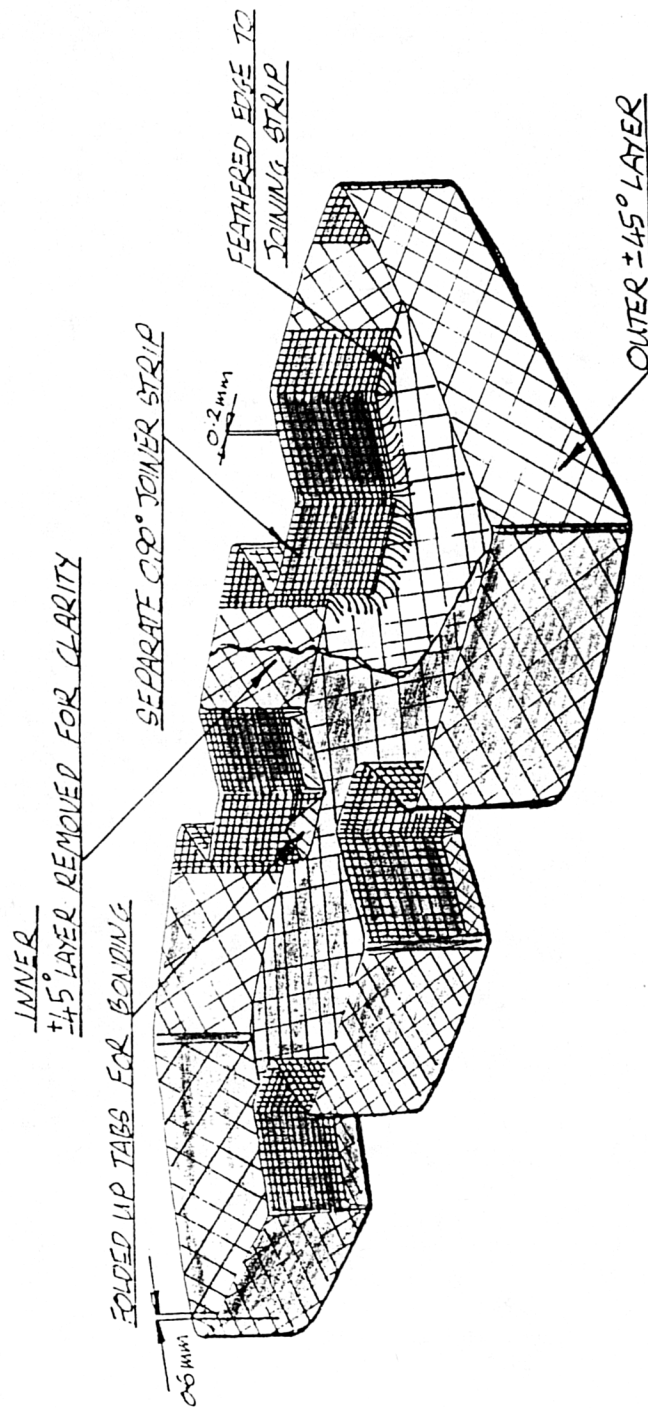 INNER
±45° LAYER REMOVED FOR CLARITY
FOLDED UP TABS FOR BONDING
0.6mm
SEPARATE 0,90° JOINER STRIP
0.2mm
FEATHERED EDGE TO
JOINING STRIP
OUTER ±45° LAYER